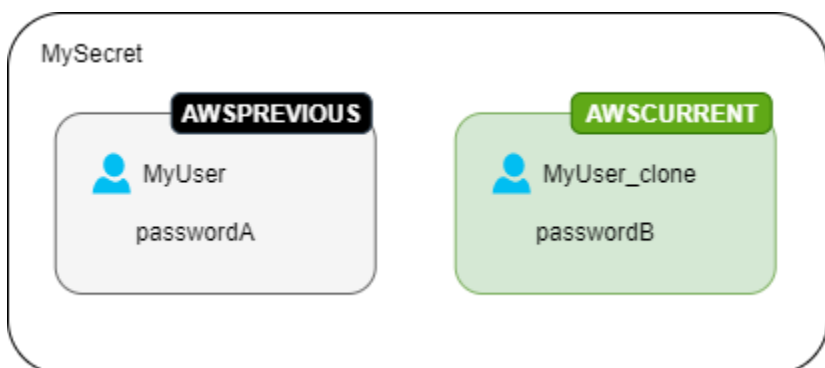 MySecret
AWSPREVIOUS
MyUser
passwordA
AWSCURRENT
MyUser_clone
passwordB